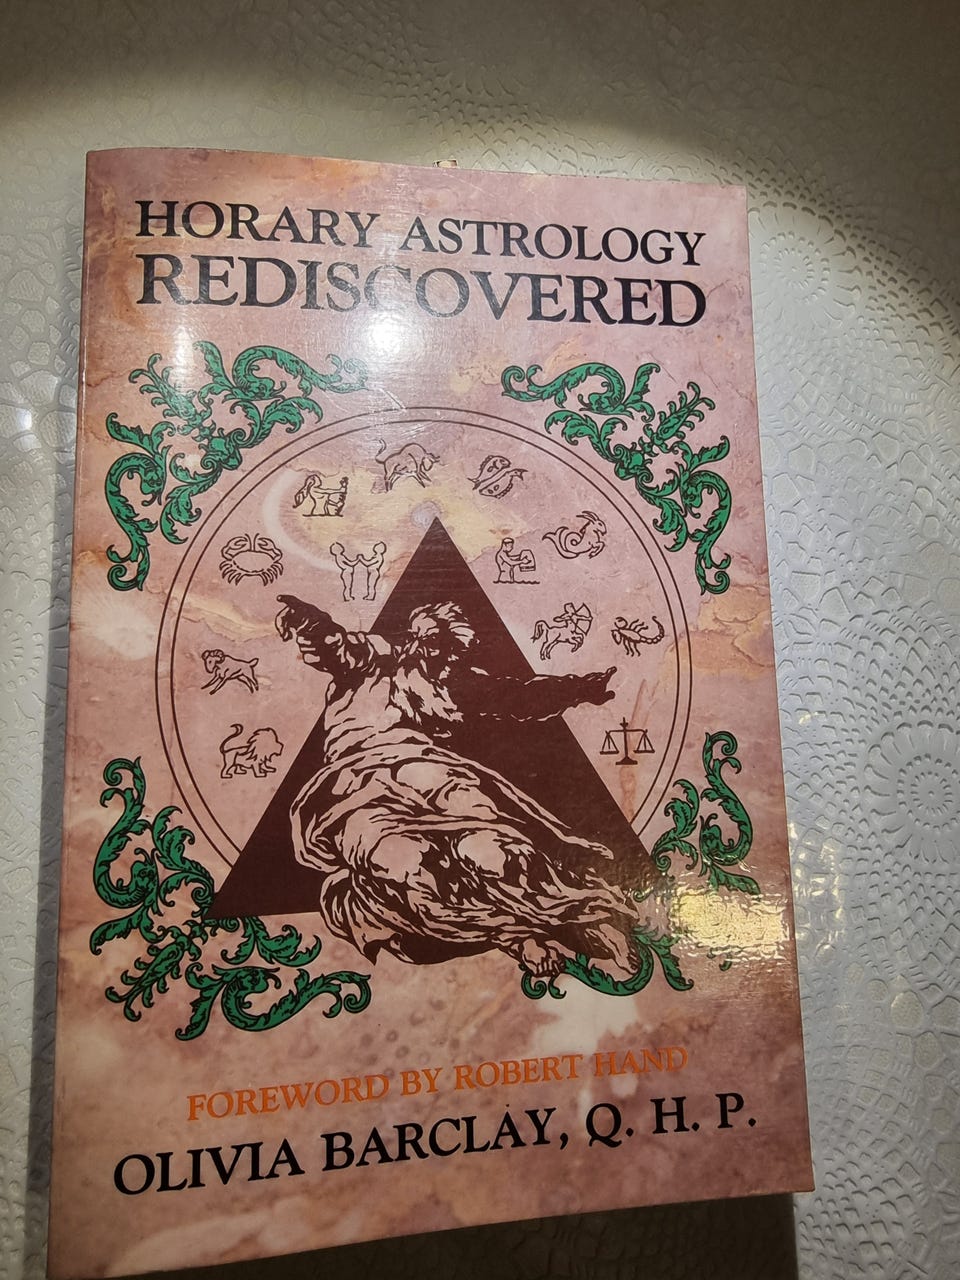 HORARY ASTROLOGY
REDISCOVERED
FOREWORD BY ROBERT HAND
OLIVIA BARCLAY, Q. H. P.